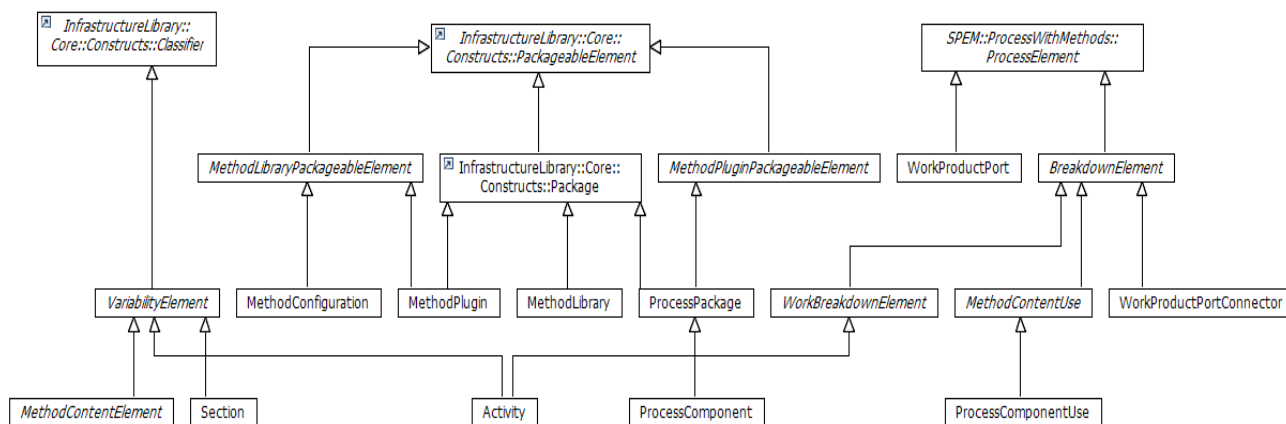 InfrastructureLibrary::
Core::Constructs::Classifier
InfrastructureLibrary::Core::
Constructs::PackageableElement
SPEM::ProcessWithMethods::
ProcessElement
MethodLibraryPackageableElement
InfrastructureLibrary::Core::
Constructs::Package
MethodPluginPackageableElement
WorkProductPort
BreakdownElement
VariabilityElement
MethodConfiguration
MethodPlugin
MethodLibrary
ProcessPackage
WorkBreakdownElement
MethodContentUse
WorkProductPortConnector
MethodContentElement
Section
Activity
ProcessComponent
ProcessComponentUse